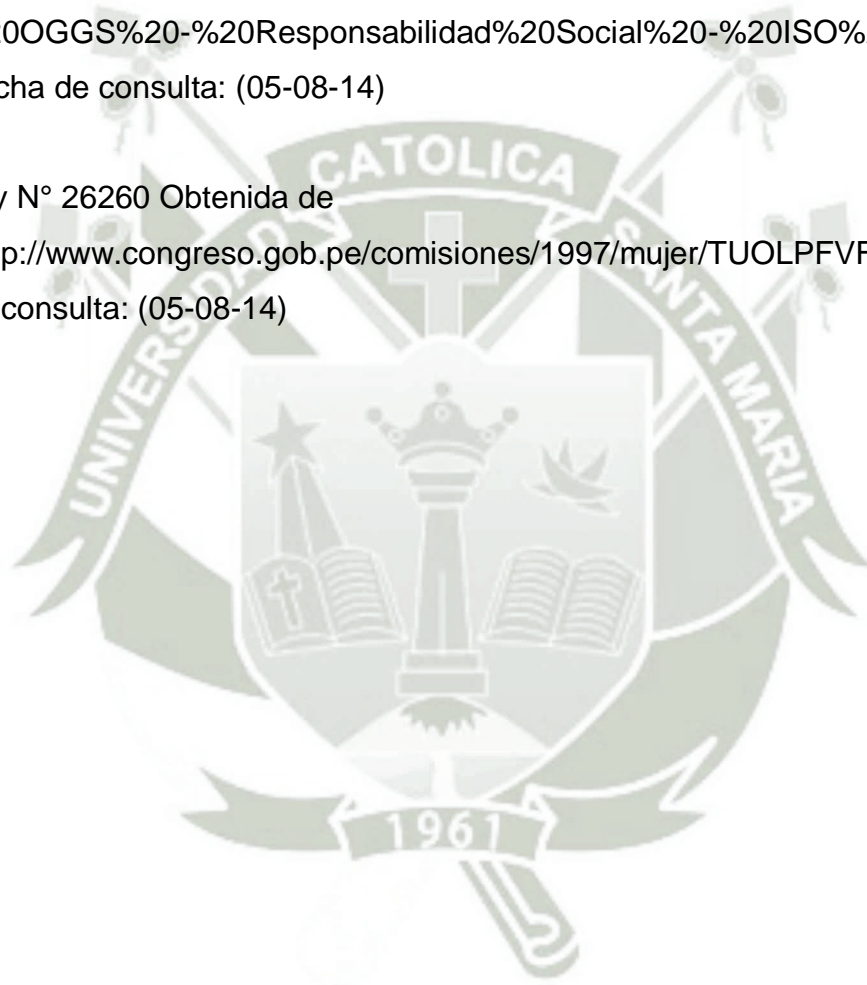 20OGGS%20-%20Responsabilidad%20Social%20-%20ISO%
cha de consulta: (05-08-14)
y N° 26260 Obtenida de
p://www.congreso.gob.pe/comisiones/1997/mujer/TUOLPFVF
consulta: (05-08-14)
UNIVERSIDAD CATOLICA SANTA MARIA
1961